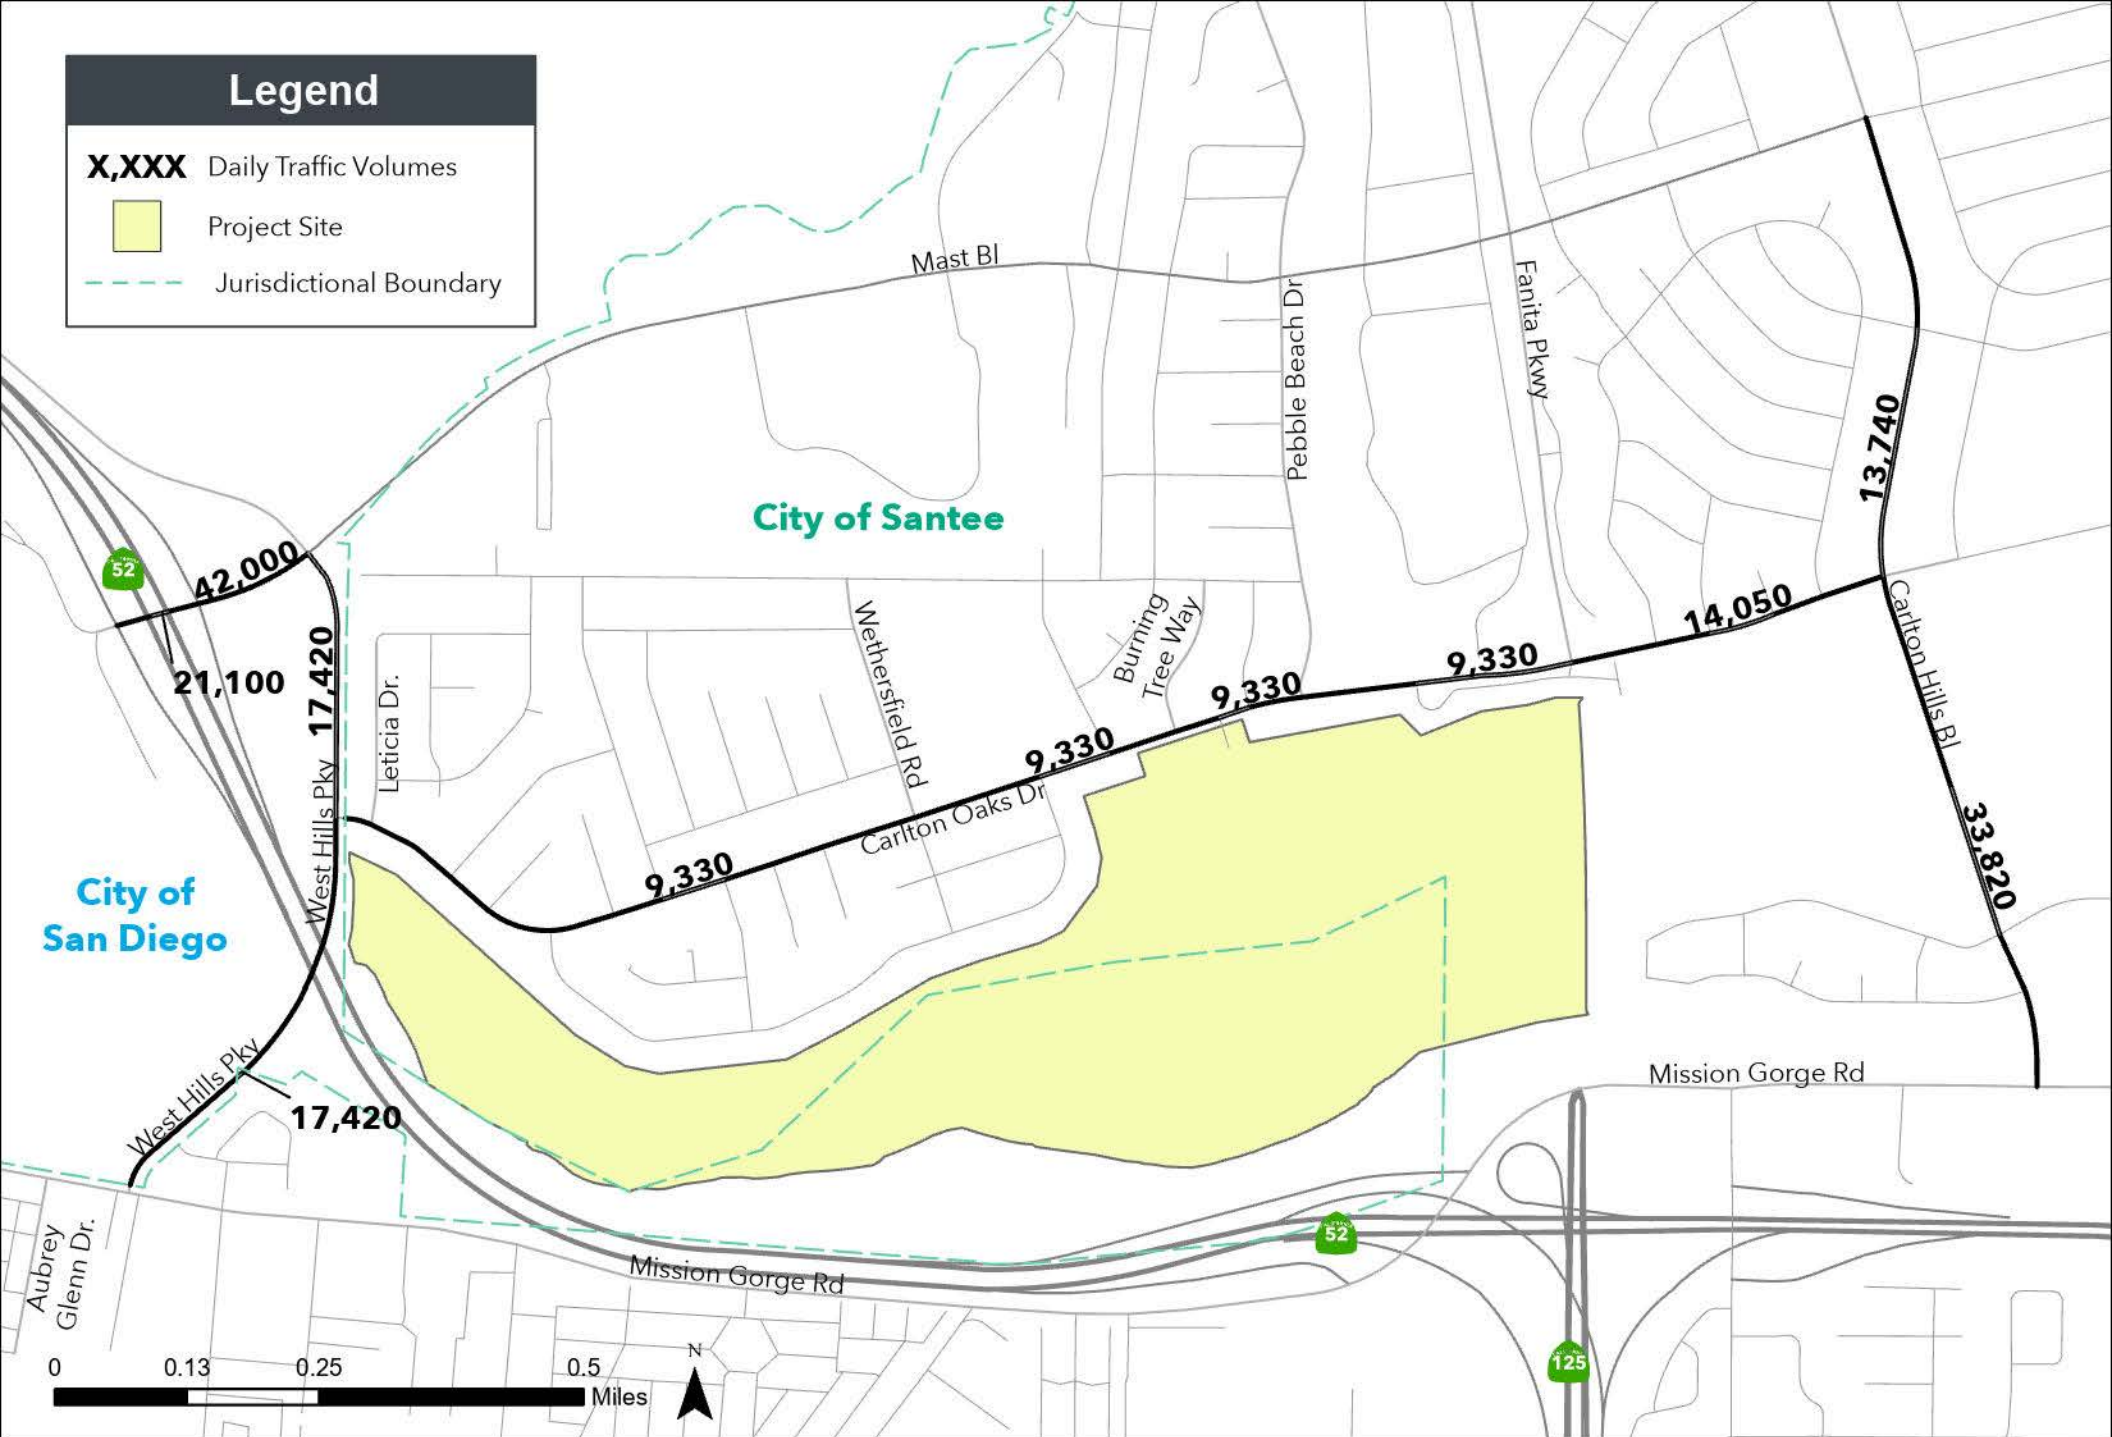 Legend
X,XXX Daily Traffic Volumes
Project Site
Jurisdictional Boundary
Mast Bl
Pebble Beach Dr
Fanita Pkwy
13,740
City of Santee
52
42,000
21,100
17,420
West Hills Pky
Leticia Dr.
Wethersfield Rd
Burning
Tree Way
9,330
9,330
9,330
9,330
14,050
Carlton Oaks Dr
Carlton Hills Bl
33,820
City of
San Diego
West Hills Pky
17,420
Mission Gorge Rd
52
Mission Gorge Rd
125
Aubrey
Glenn Dr.
0 0.13 0.25 0.5
Miles
N